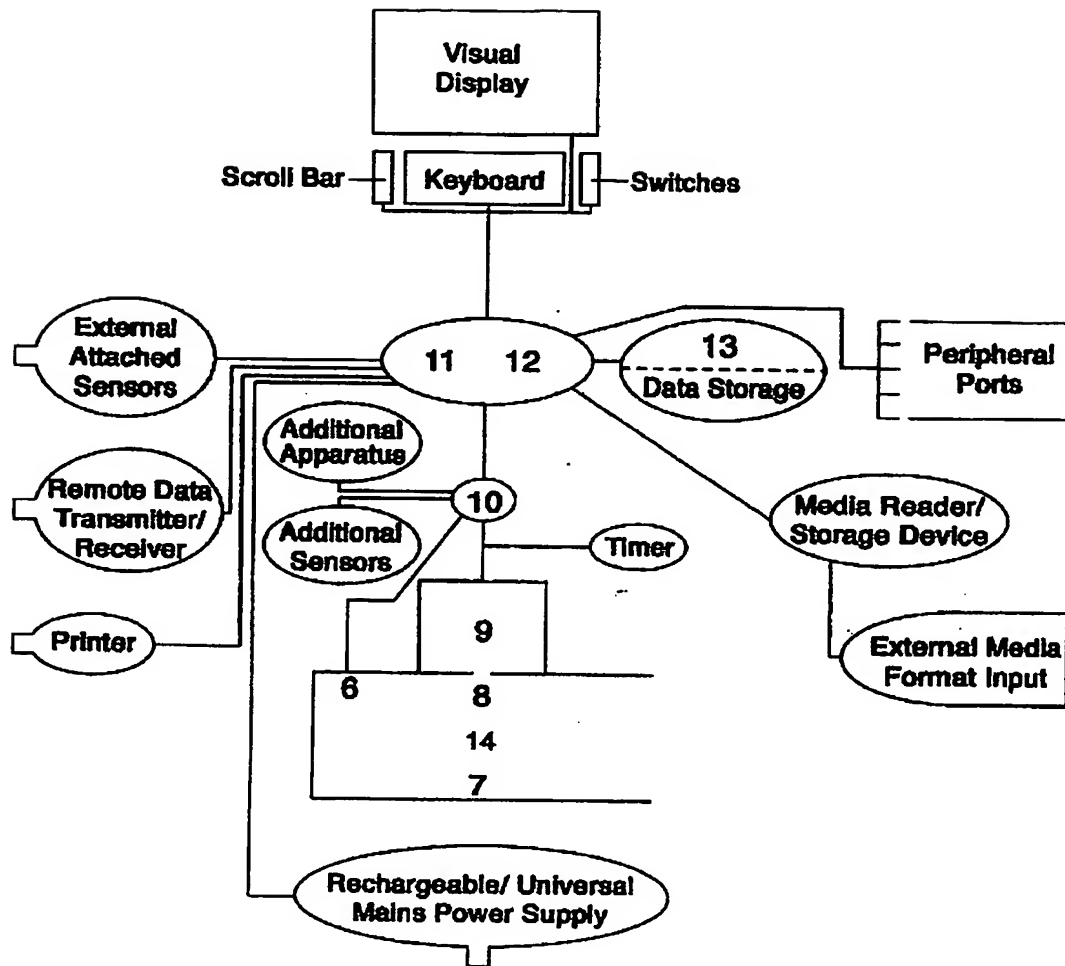 Visual
Display
Scroll Bar
Keyboard
Switches
External
Attached
Sensors
11 12
13
Data Storage
Peripheral
Ports
Additional
Apparatus
Remote Data
Transmitter/
Receiver
10
Additional
Sensors
Timer
Media Reader/
Storage Device
Printer
9
External Media
Format Input
6
8
14
7
Rechargeable/ Universal
Mains Power Supply